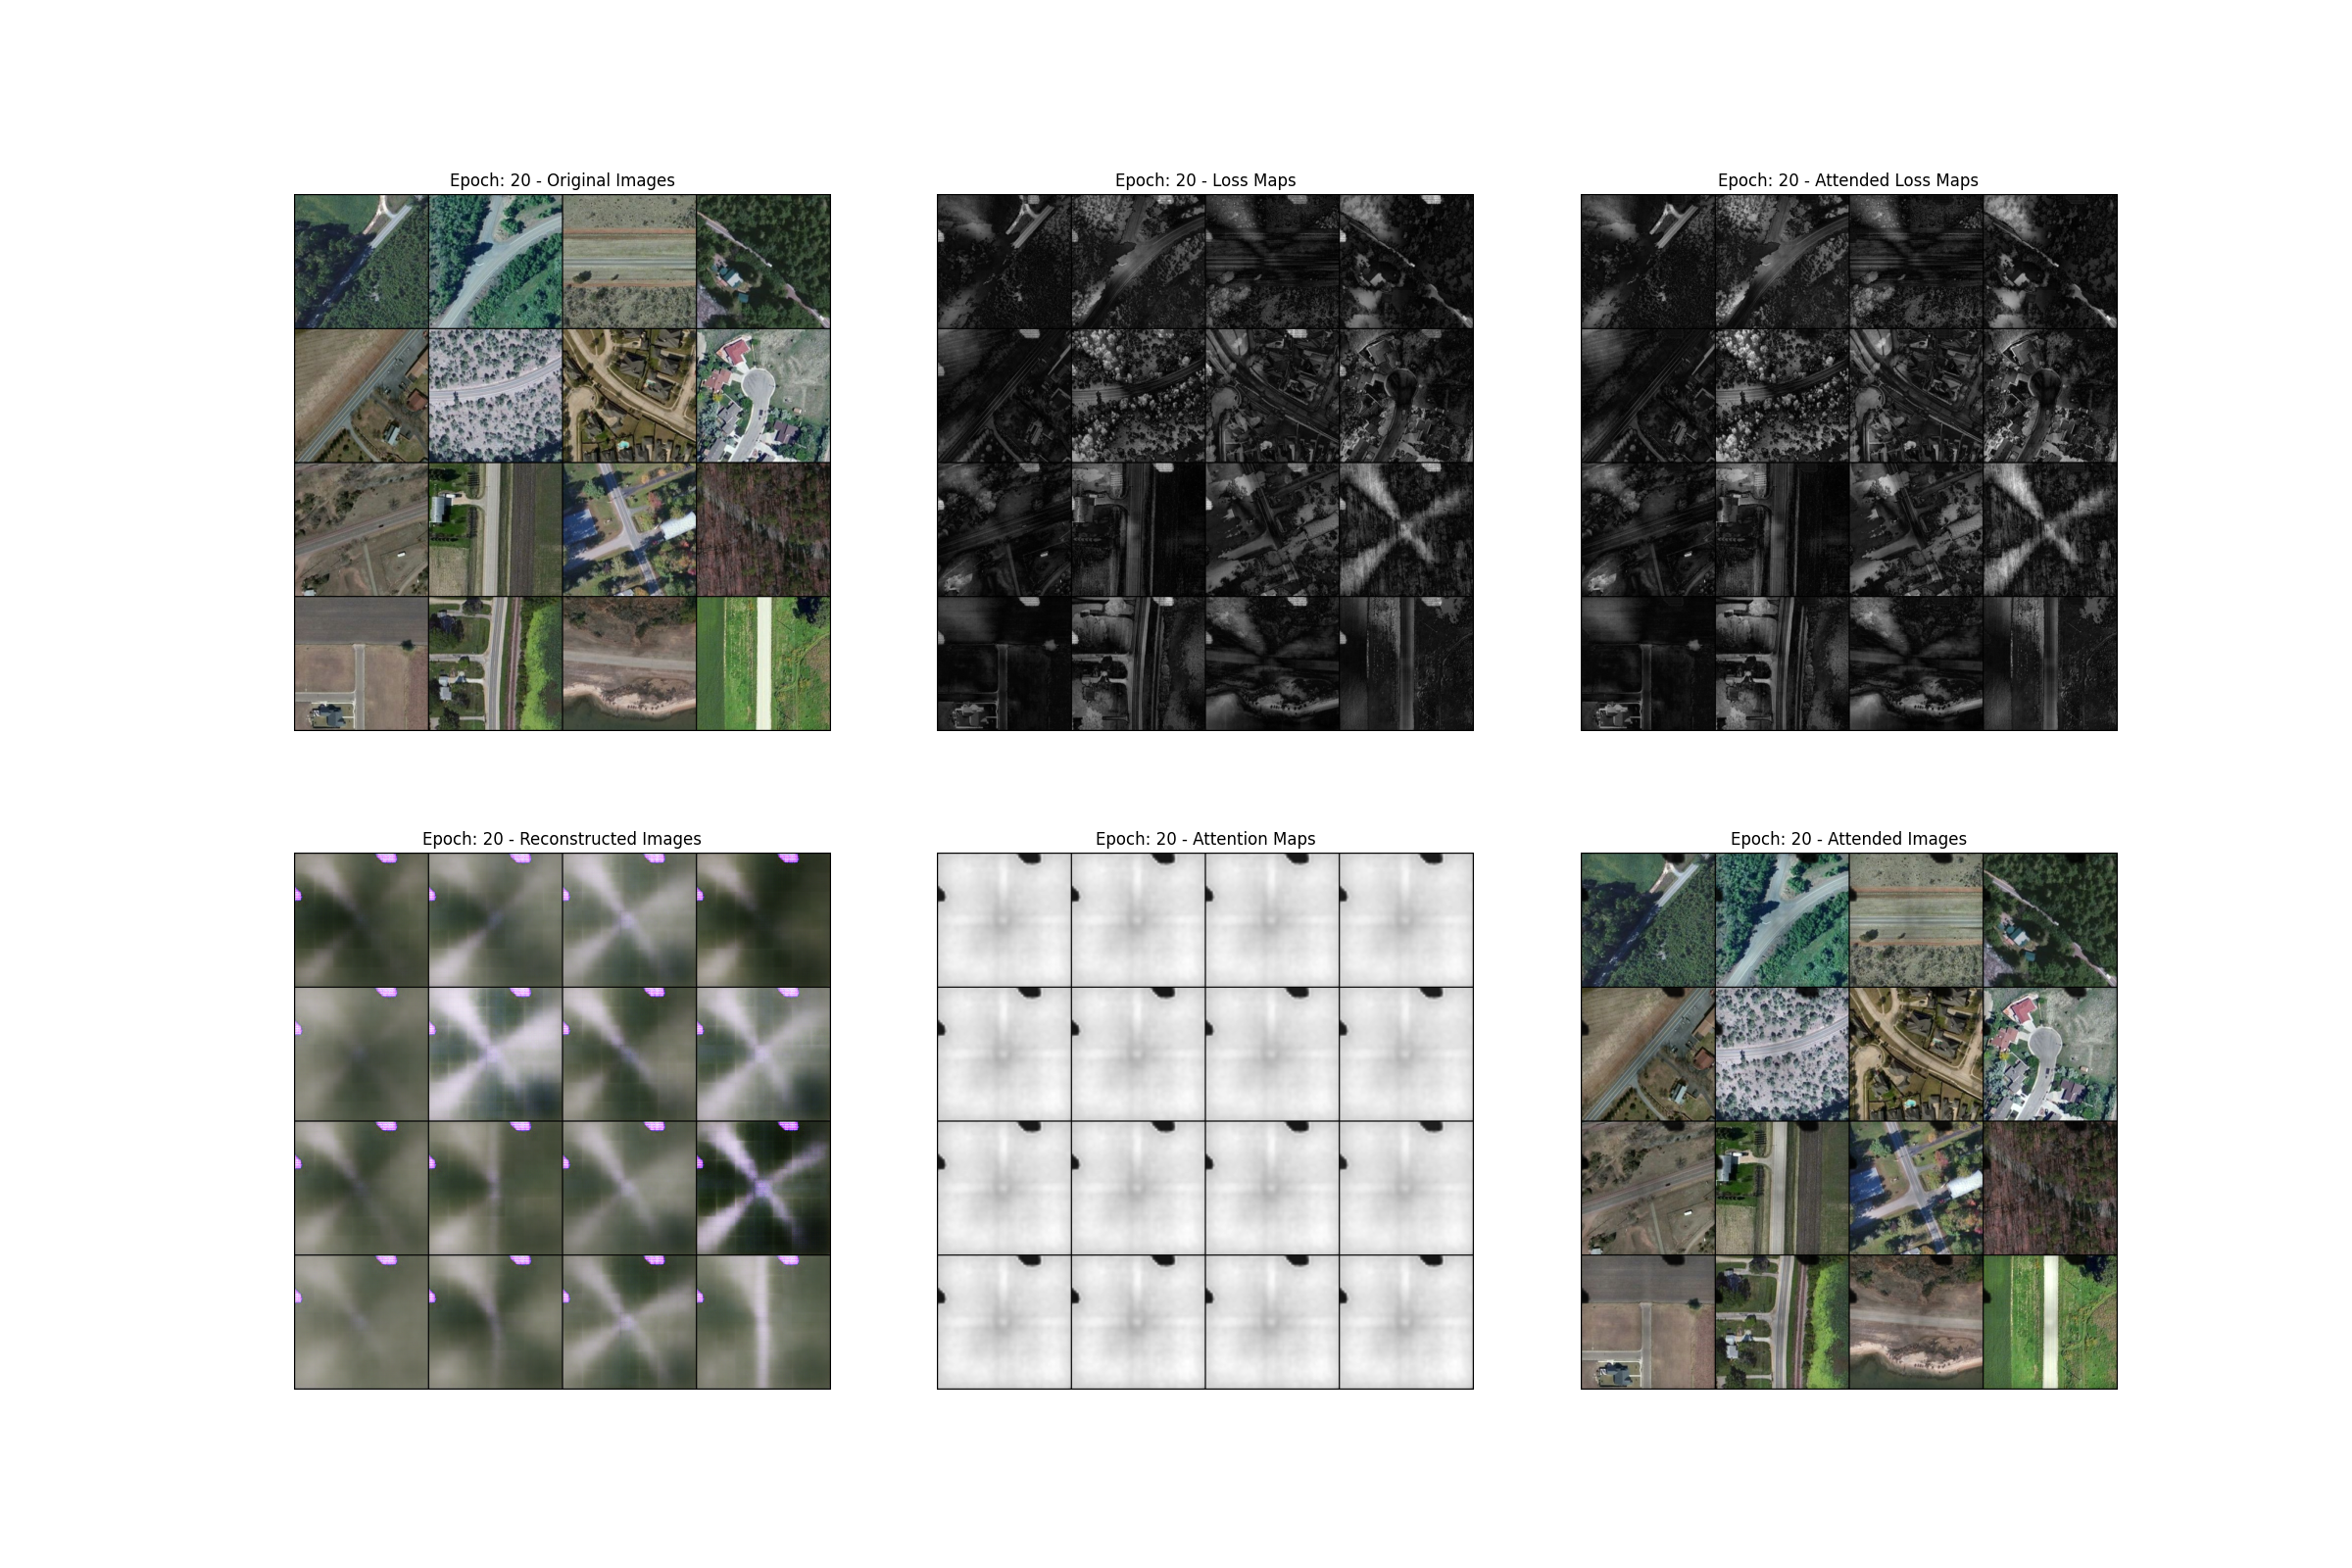 Epoch: 20 - Original Images
Epoch: 20 - Loss Maps
Epoch: 20 - Attended Loss Maps
Epoch: 20 - Reconstructed Images
Epoch: 20 - Attention Maps
Epoch: 20 - Attended Images